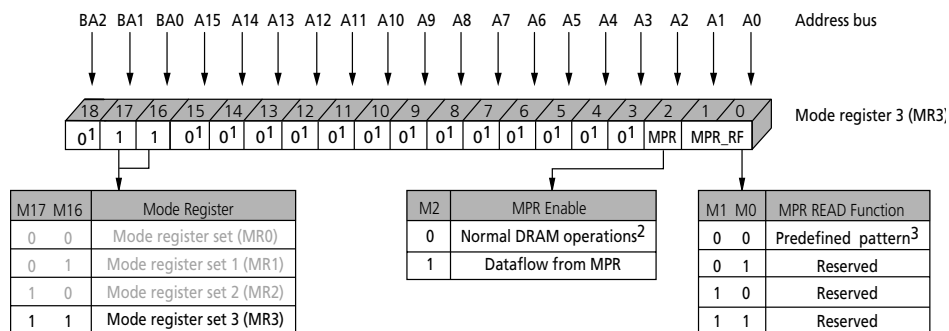 BA2 BA1 BA0 A15 A14 A13 A12 A11 A10 A9 A8 A7 A6 A5 A4 A3 A2 A1 A0 Address bus
18 17 16 15 14 13 12 11 10 9 8 7 6 5 4 3 2 1 0 Mode register 3 (MR3)
0¹ 1 1 0¹ 0¹ 0¹ 0¹ 0¹ 0¹ 0¹ 0¹ 0¹ 0¹ 0¹ 0¹ 0¹ MPR MPR_RF
M17 M16 Mode Register
0 0 Mode register set (MR0)
0 1 Mode register set 1 (MR1)
1 0 Mode register set 2 (MR2)
1 1 Mode register set 3 (MR3)
M2 MPR Enable
0 Normal DRAM operations²
1 Dataflow from MPR
M1 M0 MPR READ Function
0 0 Predefined pattern³
0 1 Reserved
1 0 Reserved
1 1 Reserved